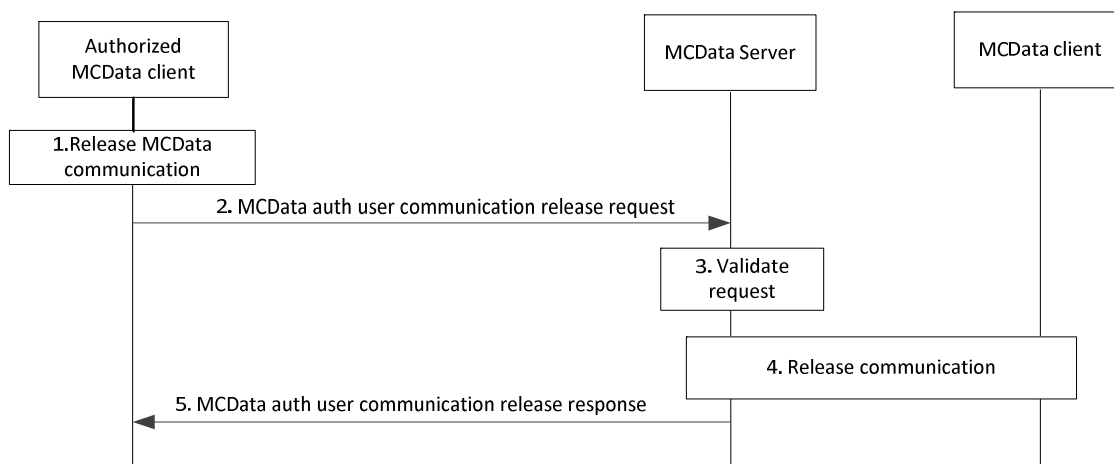 Authorized
MCData client
MCData Server
MCData client
1.Release MCData
communication
2. MCData auth user communication release request
3. Validate
request
4. Release communication
5. MCData auth user communication release response